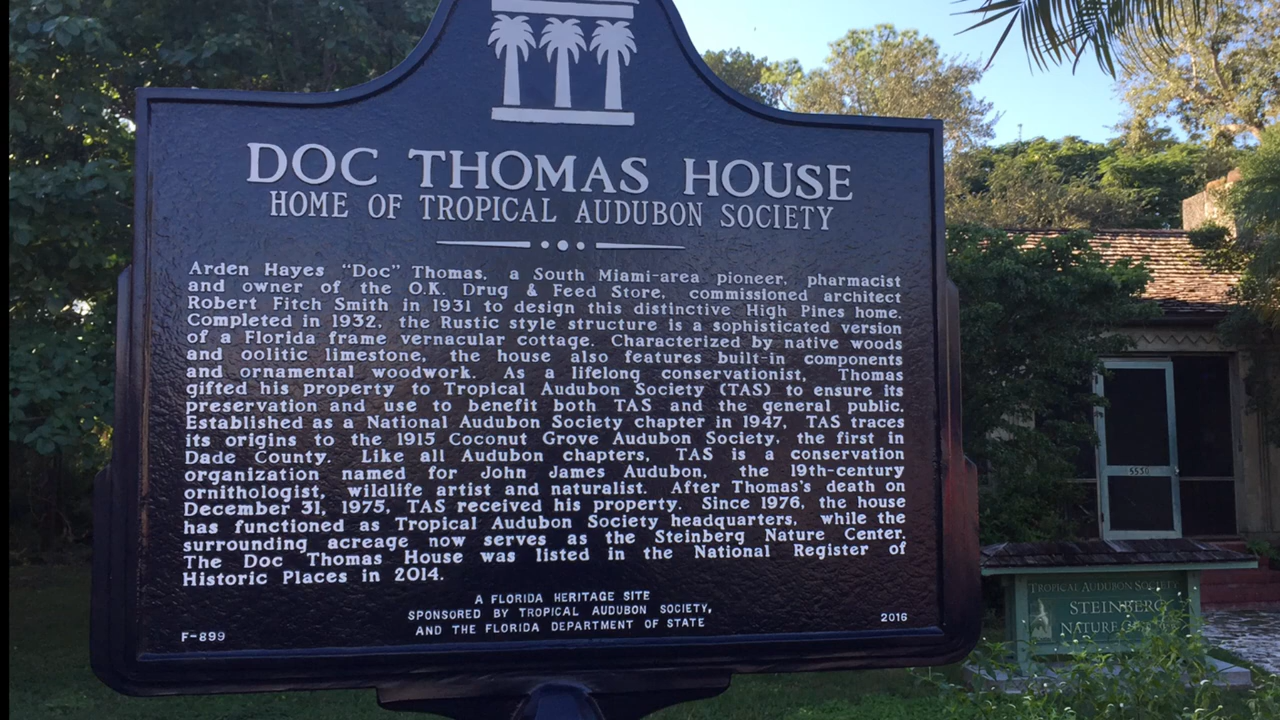 DOC THOMAS HOUSE
HOME OF TROPICAL AUDUBON SOCIETY
Arden Hayes "Doc" Thomas, a South Miami-area pioneer, pharmacist
and owner of the O.K. Drug & Feed Store, commissioned architect
Robert Fitch Smith in 1931 to design this distinctive High Pines home.
Completed in 1932, the Rustic style structure is a sophisticated version
of a Florida frame vernacular cottage. Characterized by native woods
and oolitic limestone, the house also features built-in components
and ornamental woodwork. As a lifelong conservationist, Thomas
gifted his property to Tropical Audubon Society (TAS) to ensure its
preservation and use to benefit both TAS and the general public.
Established as a National Audubon Society chapter in 1947, TAS traces
its origins to the 1915 Coconut Grove Audubon Society, the first in
Dade County. Like all Audubon chapters, TAS is a conservation
organization named for John James Audubon, the 19th-century
ornithologist, wildlife artist and naturalist. After Thomas's death on
December 31, 1975, TAS received his property. Since 1976, the house
has functioned as Tropical Audubon Society headquarters, while the
surrounding acreage now serves as the Steinberg Nature Center.
The Doc Thomas House was listed in the National Register of
Historic Places in 2014.
A FLORIDA HERITAGE SITE
SPONSORED BY TROPICAL AUDUBON SOCIETY,
AND THE FLORIDA DEPARTMENT OF STATE
F-899
2016
5530
TROPICAL AUDUBON SOCIETY
STEINBERG
NATURE